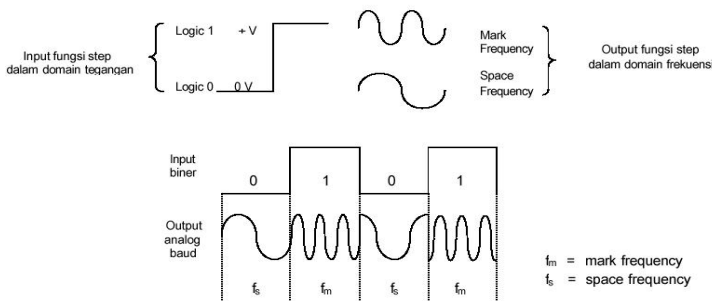 Input fungsi step
dalam domain tegangan
Logic 1 + V
Logic 0 0 V
Mark
Frequency
Space
Frequency
Output fungsi step
dalam domain frekuensi
Input
biner
0 1 0 1
Output
analog
baud
fs fm fs fm
fm = mark frequency
fs = space frequency